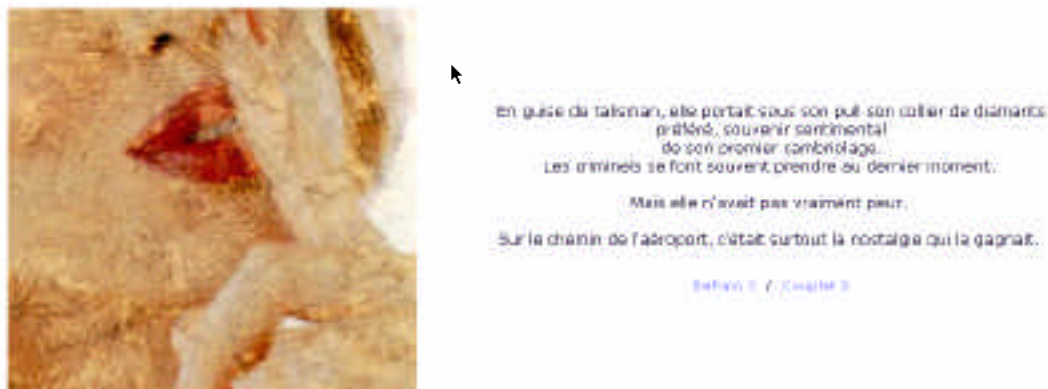 En guise de talisman, elle portait sous son pull son collier de diamants
préféré, souvenir sentimental
de son premier cambriolage.
Les criminels se font souvent prendre au dernier moment.
Mais elle n'avait pas vraiment peur.
Sur le chemin de l'aéroport, c'était surtout la nostalgie qui la gagnait.
Refrain / Couplet